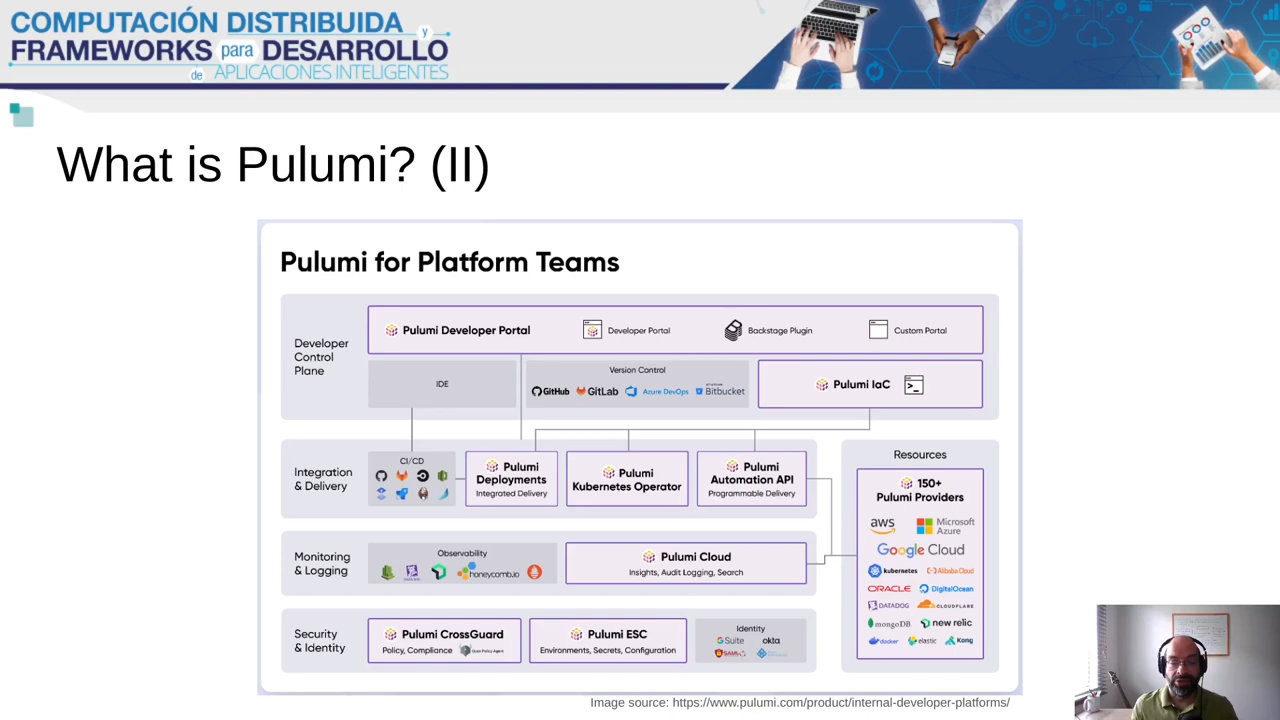 COMPUTACIÓN DISTRIBUIDA y
FRAMEWORKS para DESARROLLO
de APLICACIONES INTELIGENTES
What is Pulumi? (II)
Pulumi for Platform Teams
Developer
Control
Plane
Pulumi Developer Portal
Developer Portal
Backstage Plugin
Custom Portal
IDE
Version Control
GitHub
GitLab
Azure DevOps
Bitbucket
Pulumi IaC
Integration
& Delivery
CI/CD
Pulumi
Deployments
Integrated Delivery
Pulumi
Kubernetes Operator
Pulumi
Automation API
Programmable Delivery
Resources
150+
Pulumi Providers
aws
Microsoft
Azure
Google Cloud
kubernetes
Alibaba Cloud
ORACLE
DigitalOcean
DATADOG
CLOUDFLARE
mongoDB
new relic
docker
elastic
Kong
Monitoring
& Logging
Observability
honeycomb.io
Pulumi Cloud
Insights, Audit Logging, Search
Security
& Identity
Pulumi CrossGuard
Policy, Compliance
Open Policy Agent
Pulumi ESC
Environments, Secrets, Configuration
Identity
G Suite
okta
Image source: https://www.pulumi.com/product/internal-developer-platforms/